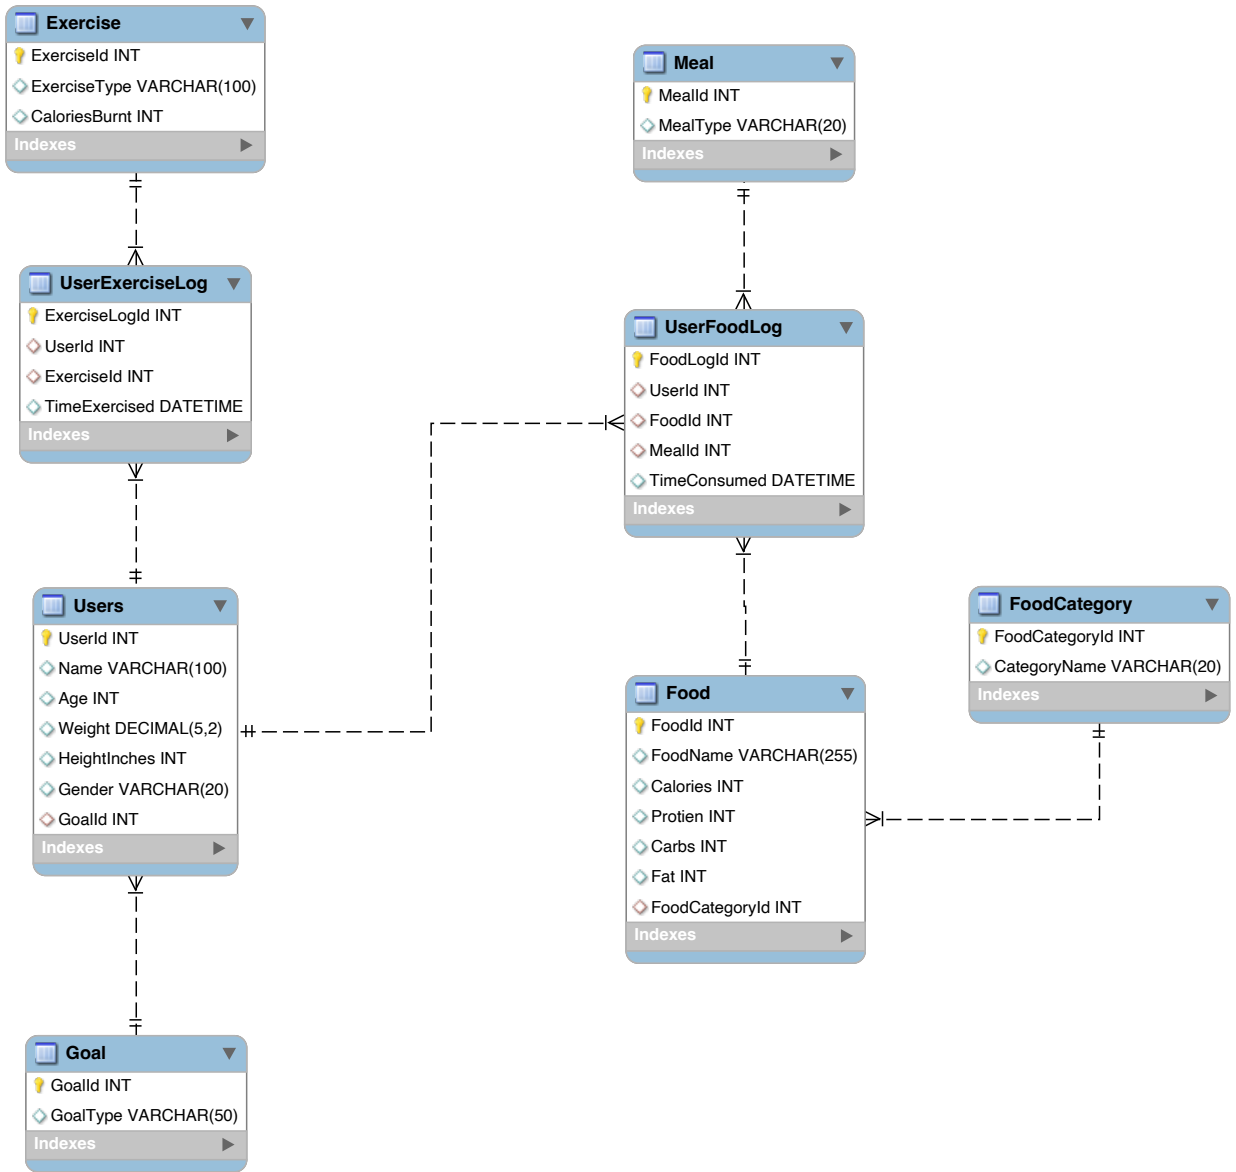 Exercise
ExerciseId INT
ExerciseType VARCHAR(100)
CaloriesBurnt INT
Indexes
UserExerciseLog
ExerciseLogId INT
UserId INT
ExerciseId INT
TimeExercised DATETIME
Indexes
Users
UserId INT
Name VARCHAR(100)
Age INT
Weight DECIMAL(5,2)
HeightInches INT
Gender VARCHAR(20)
GoalId INT
Indexes
Goal
GoalId INT
GoalType VARCHAR(50)
Indexes
Meal
MealId INT
MealType VARCHAR(20)
Indexes
UserFoodLog
FoodLogId INT
UserId INT
FoodId INT
MealId INT
TimeConsumed DATETIME
Indexes
Food
FoodId INT
FoodName VARCHAR(255)
Calories INT
Protien INT
Carbs INT
Fat INT
FoodCategoryId INT
Indexes
FoodCategory
FoodCategoryId INT
CategoryName VARCHAR(20)
Indexes